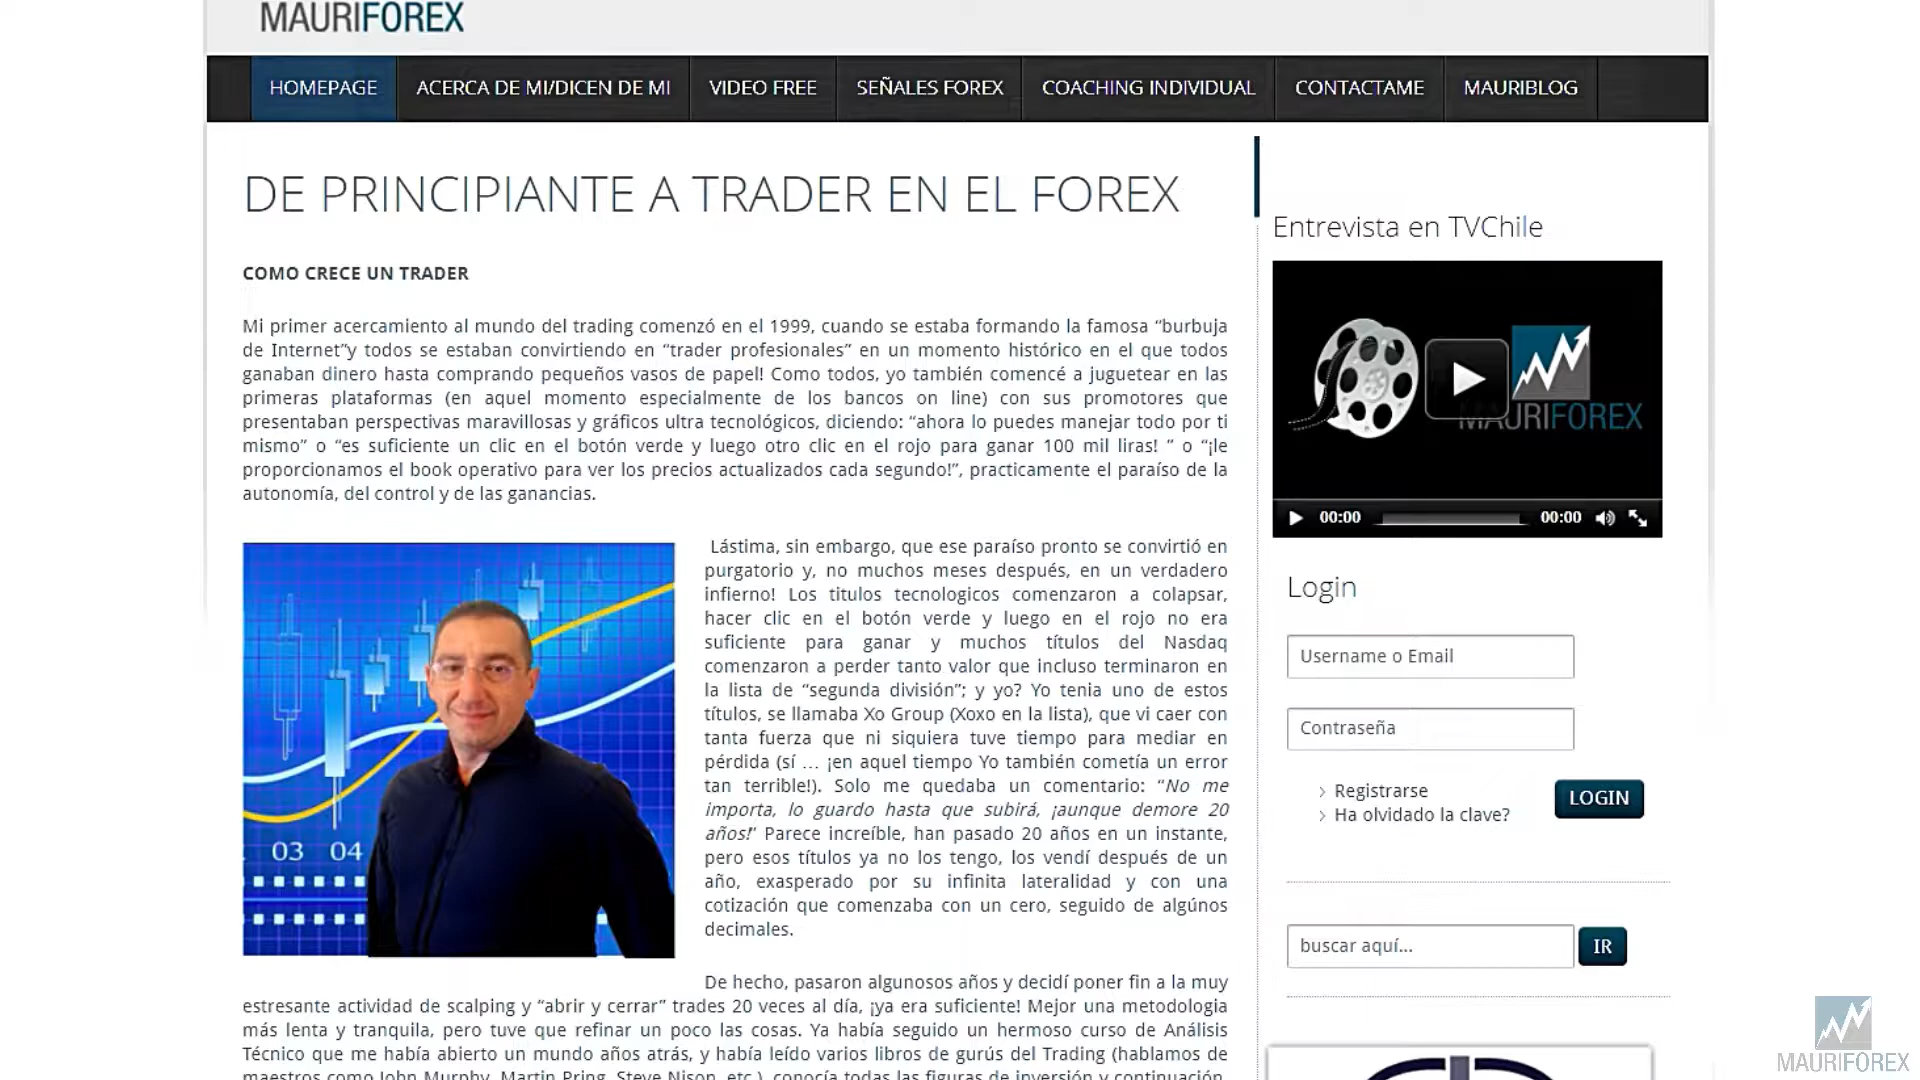 MAURIFOREX
HOMEPAGE
ACERCA DE MI/DICEN DE MI
VIDEO FREE
SEÑALES FOREX
COACHING INDIVIDUAL
CONTACTAME
MAURIBLOG
DE PRINCIPIANTE A TRADER EN EL FOREX
COMO CRECE UN TRADER
Mi primer acercamiento al mundo del trading comenzó en el 1999, cuando se estaba formando la famosa “burbuja
de Internet”y todos se estaban convirtiendo en “trader profesionales” en un momento histórico en el que todos
ganaban dinero hasta comprando pequeños vasos de papel! Como todos, yo también comencé a juguetear en las
primeras plataformas (en aquel momento especialmente de los bancos on line) con sus promotores que
presentaban perspectivas maravillosas y gráficos ultra tecnológicos, diciendo: “ahora lo puedes manejar todo por ti
mismo” o “es suficiente un clic en el botón verde y luego otro clic en el rojo para ganar 100 mil liras! ” o “¡le
proporcionamos el book operativo para ver los precios actualizados cada segundo!”, practicamente el paraíso de la
autonomía, del control y de las ganancias.
03 04
Lástima, sin embargo, que ese paraíso pronto se convirtió en
purgatorio y, no muchos meses después, en un verdadero
infierno! Los titulos tecnologicos comenzaron a colapsar,
hacer clic en el botón verde y luego en el rojo no era
suficiente para ganar y muchos títulos del Nasdaq
comenzaron a perder tanto valor que incluso terminaron en
la lista de “segunda división”; y yo? Yo tenia uno de estos
títulos, se llamaba Xo Group (Xoxo en la lista), que vi caer con
tanta fuerza que ni siquiera tuve tiempo para mediar en
pérdida (sí … ¡en aquel tiempo Yo también cometía un error
tan terrible!). Solo me quedaba un comentario: “No me
importa, lo guardo hasta que subirá, ¡aunque demore 20
años!” Parece increíble, han pasado 20 años en un instante,
pero esos títulos ya no los tengo, los vendí después de un
año, exasperado por su infinita lateralidad y con una
cotización que comenzaba con un cero, seguido de algúnos
decimales.
De hecho, pasaron algunosos años y decidí poner fin a la muy
estresante actividad de scalping y “abrir y cerrar” trades 20 veces al día, ¡ya era suficiente! Mejor una metodologia
más lenta y tranquila, pero tuve que refinar un poco las cosas. Ya había seguido un hermoso curso de Análisis
Técnico que me había abierto un mundo años atrás, y había leído varios libros de gurús del Trading (hablamos de
maestros como John Murphy, Martin Pring, Steve Nison, etc.), conocía todas las figuras de inversión y continuación,
Entrevista en TVChile
MAURIFOREX
00:00
00:00
Login
Username o Email
Contraseña
Registrarse
Ha olvidado la clave?
LOGIN
buscar aquí...
IR
MAURIFOREX